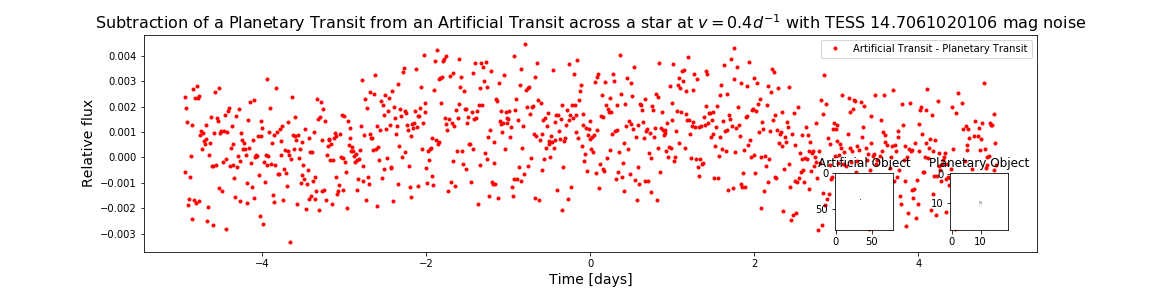 Subtraction of a Planetary Transit from an Artificial Transit across a star at v = 0.4d⁻¹ with TESS 14.7061020106 mag noise
Artificial Transit - Planetary Transit
Relative flux
0.004
0.003
0.002
0.001
0.000
−0.001
−0.002
−0.003
−4 −2 0 2 4
Time [days]
Artificial Object
0
50
0 50
Planetary Object
0
10
0 10